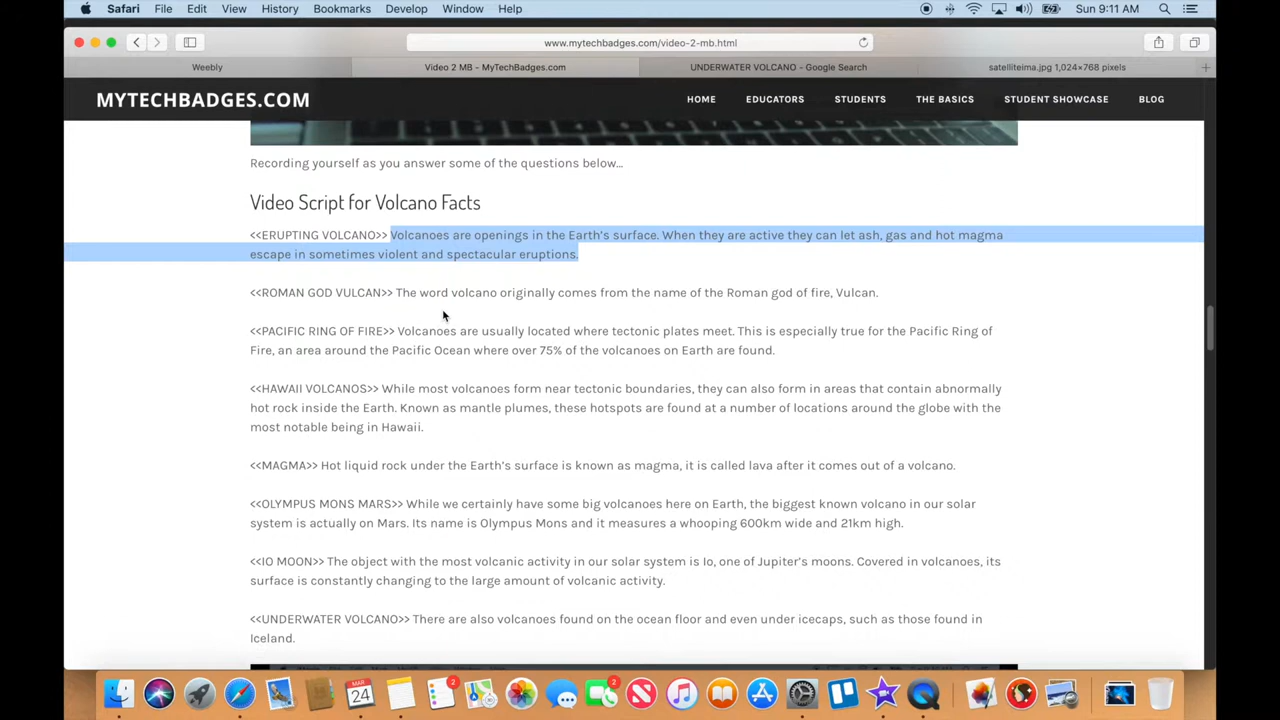 Safari File Edit View History Bookmarks Develop Window Help Sun 9:11 AM
www.mytechbadges.com/video-2-mb.html
Weebly Video 2 MB - MyTechBadges.com UNDERWATER VOLCANO - Google Search satelliteima.jpg 1,024×768 pixels
MYTECHBADGES.COM HOME EDUCATORS STUDENTS THE BASICS STUDENT SHOWCASE BLOG
Recording yourself as you answer some of the questions below...
Video Script for Volcano Facts
<<ERUPTING VOLCANO>> Volcanoes are openings in the Earth's surface. When they are active they can let ash, gas and hot magma
escape in sometimes violent and spectacular eruptions.
<<ROMAN GOD VULCAN>> The word volcano originally comes from the name of the Roman god of fire, Vulcan.
<<PACIFIC RING OF FIRE>> Volcanoes are usually located where tectonic plates meet. This is especially true for the Pacific Ring of
Fire, an area around the Pacific Ocean where over 75% of the volcanoes on Earth are found.
<<HAWAII VOLCANOS>> While most volcanoes form near tectonic boundaries, they can also form in areas that contain abnormally
hot rock inside the Earth. Known as mantle plumes, these hotspots are found at a number of locations around the globe with the
most notable being in Hawaii.
<<MAGMA>> Hot liquid rock under the Earth's surface is known as magma, it is called lava after it comes out of a volcano.
<<OLYMPUS MONS MARS>> While we certainly have some big volcanoes here on Earth, the biggest known volcano in our solar
system is actually on Mars. Its name is Olympus Mons and it measures a whooping 600km wide and 21km high.
<<IO MOON>> The object with the most volcanic activity in our solar system is Io, one of Jupiter's moons. Covered in volcanoes, its
surface is constantly changing to the large amount of volcanic activity.
<<UNDERWATER VOLCANO>> There are also volcanoes found on the ocean floor and even under icecaps, such as those found in
Iceland.
MAR 24 2 2